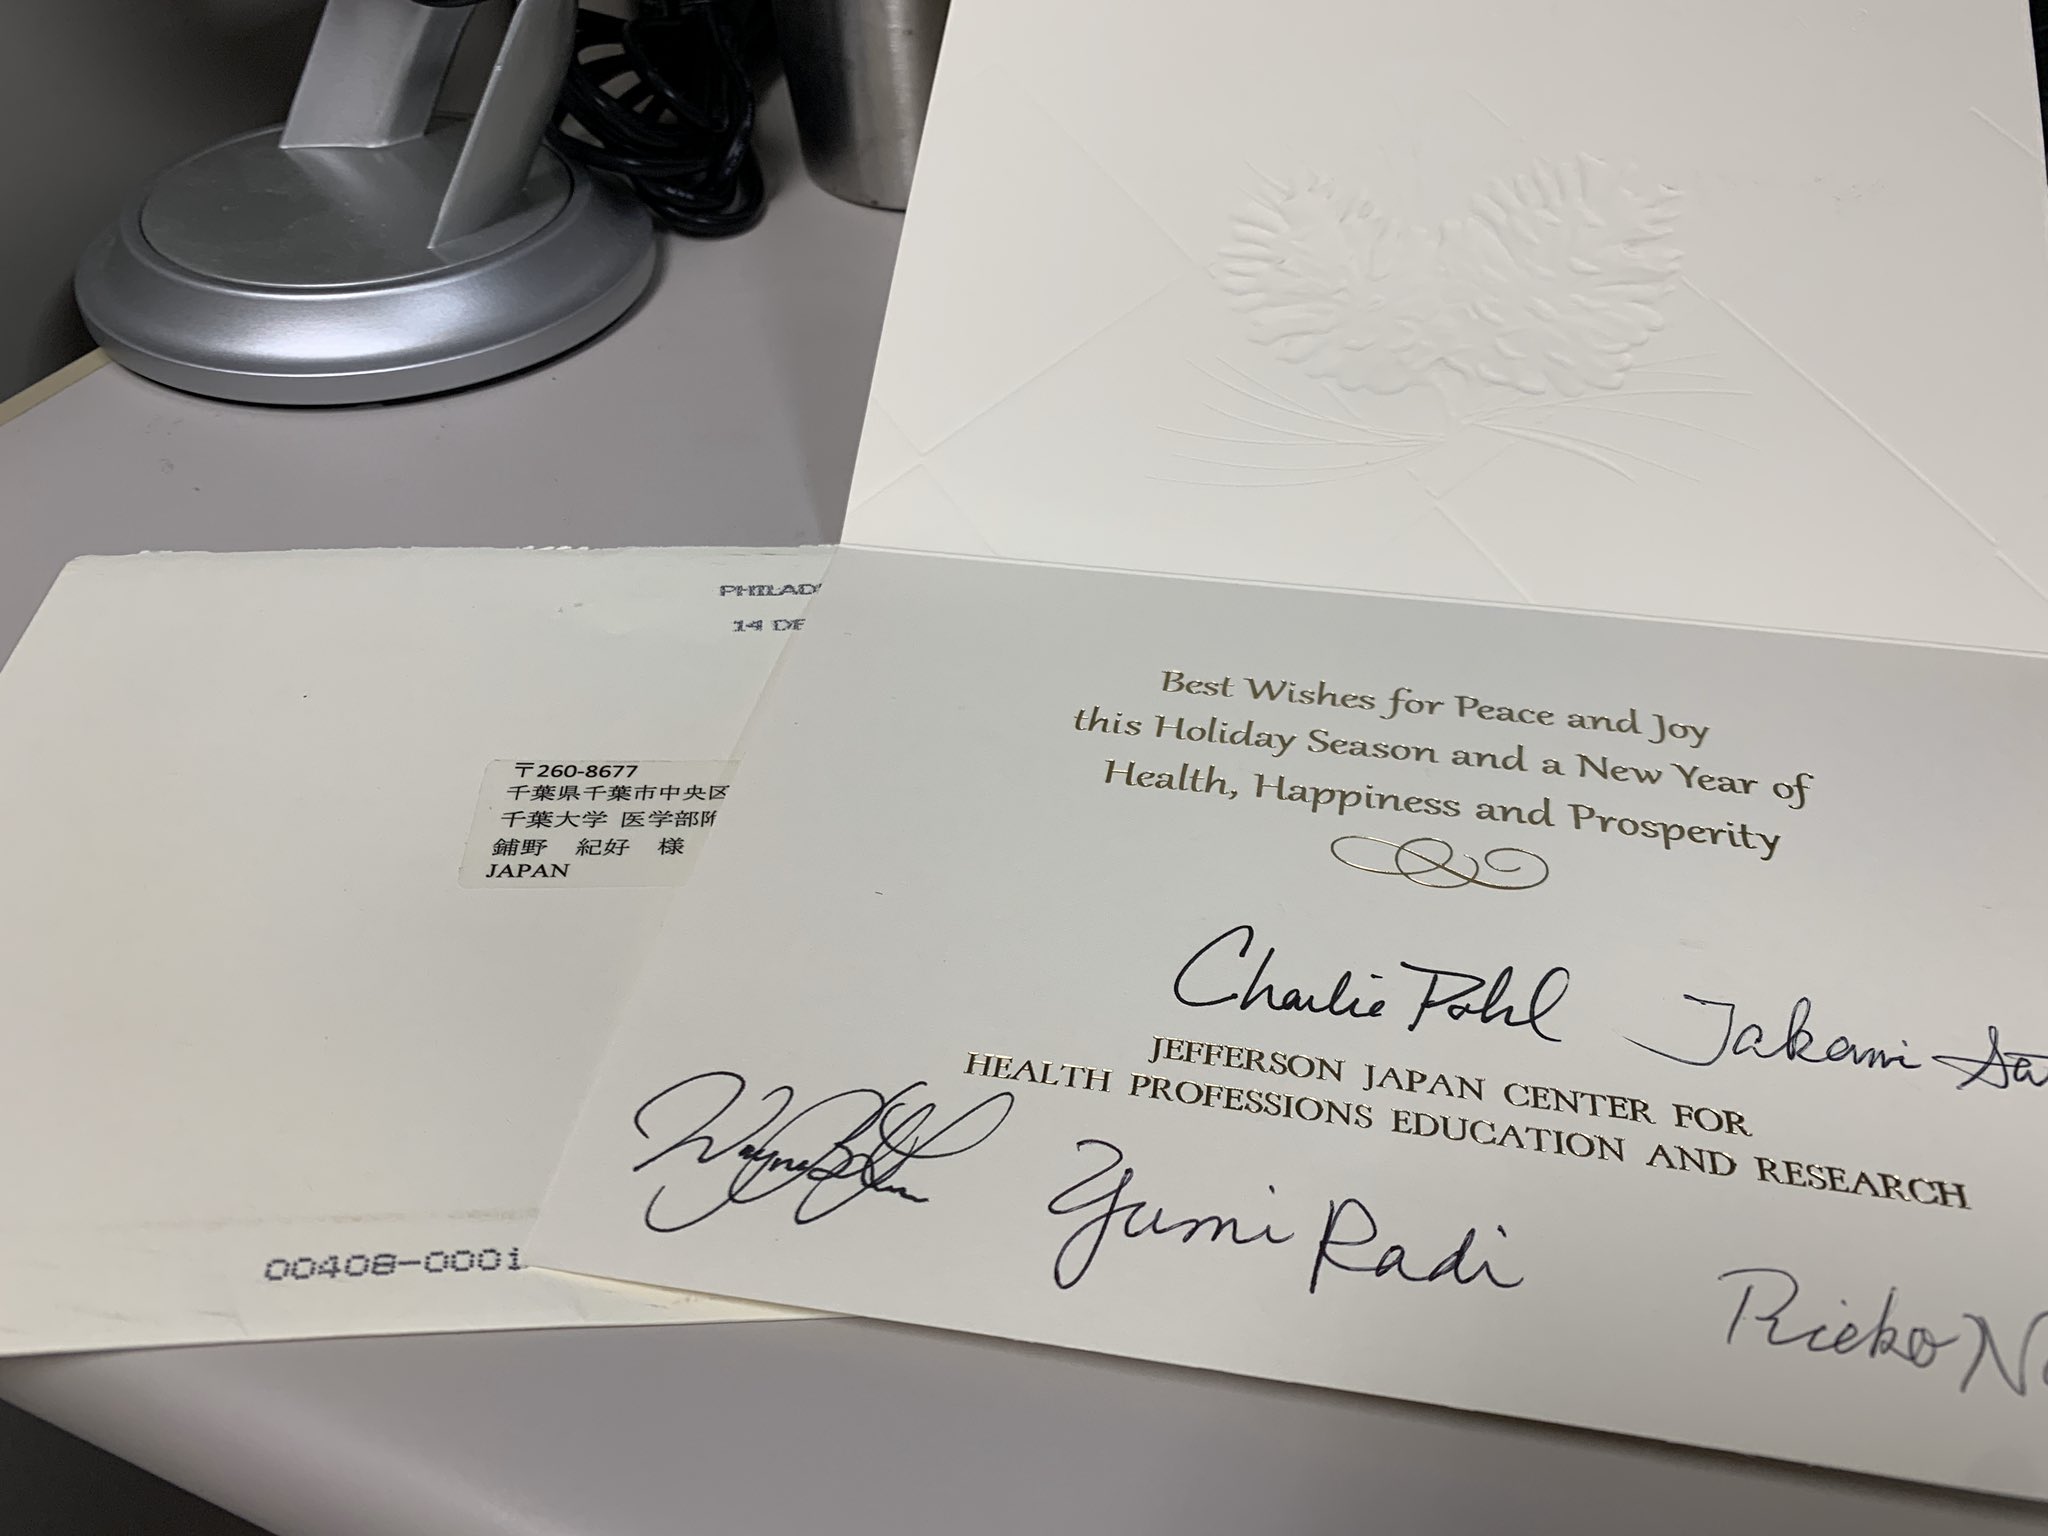 PHILAD
14 DE
〒260-8677
千葉県千葉市中央区
千葉大学 医学部附
鋪野 紀好 様
JAPAN
00408-0001
Best Wishes for Peace and Joy
this Holiday Season and a New Year of
Health, Happiness and Prosperity
Charlie Pohl
Takami
JEFFERSON JAPAN CENTER FOR
HEALTH PROFESSIONS EDUCATION AND RESEARCH
Wayne
Yumi Radi
Rieko